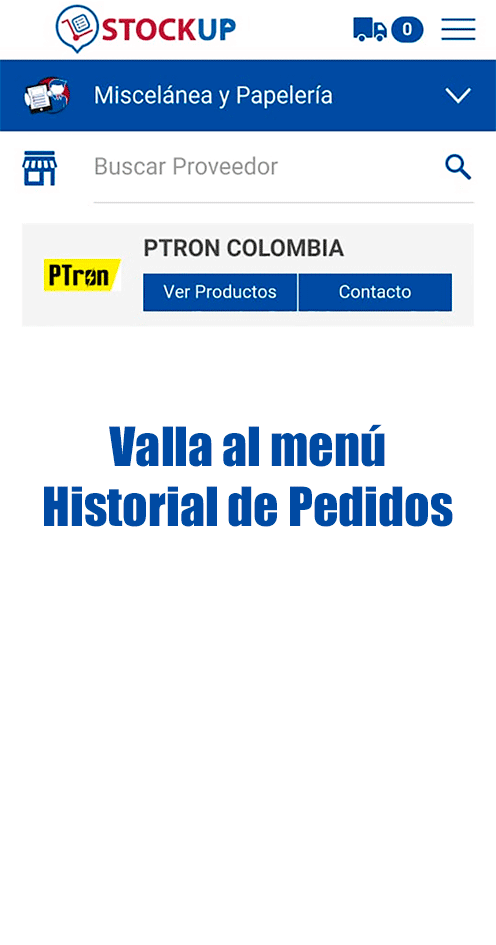 STOCKUP
0
Miscelánea y Papelería
Buscar Proveedor
PTron
PTRON COLOMBIA
Ver Productos
Contacto
Valla al menú
Historial de Pedidos